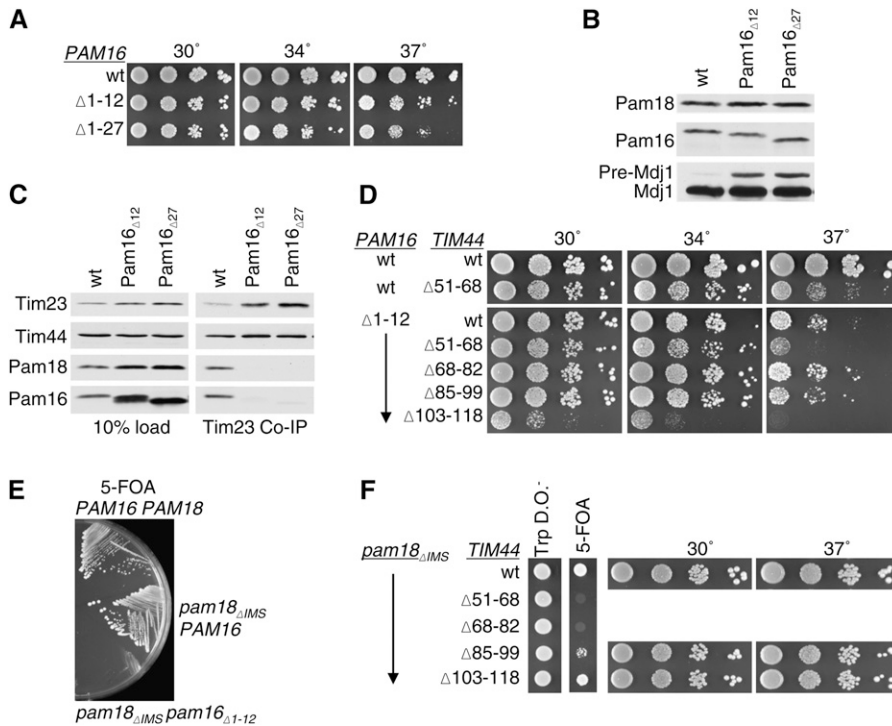 A
PAM16 30° 34° 37°
wt
△1-12
△1-27
B
wt Pam16△12 Pam16△27
Pam18
Pam16
Pre-Mdj1
Mdj1
C
wt Pam16△12 Pam16△27 wt Pam16△12 Pam16△27
Tim23
Tim44
Pam18
Pam16
10% load Tim23 Co-IP
D
PAM16 TIM44 30° 34° 37°
wt wt
wt △51-68
△1-12 wt
△51-68
△68-82
△85-99
△103-118
E
5-FOA
PAM16 PAM18
pam18△IMS
PAM16
pam18△IMS pam16△1-12
F
Trp D.O.- 5-FOA
pam18△IMS TIM44 30° 37°
wt
△51-68
△68-82
△85-99
△103-118